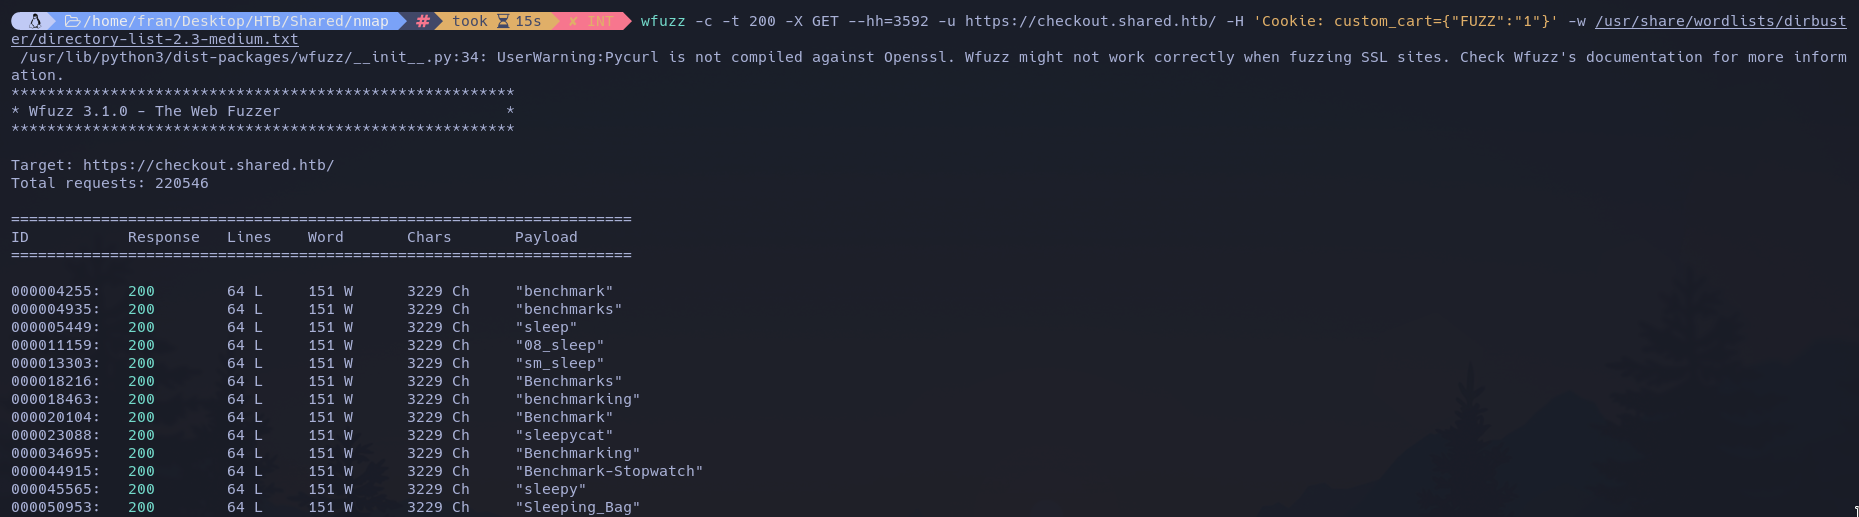 /home/fran/Desktop/HTB/Shared/nmap # took 15s ✘ INT wfuzz -c -t 200 -X GET --hh=3592 -u https://checkout.shared.htb/ -H 'Cookie: custom_cart={"FUZZ":"1"}' -w /usr/share/wordlists/dirbust
er/directory-list-2.3-medium.txt
 /usr/lib/python3/dist-packages/wfuzz/__init__.py:34: UserWarning:Pycurl is not compiled against Openssl. Wfuzz might not work correctly when fuzzing SSL sites. Check Wfuzz's documentation for more inform
ation.
********************************************************
* Wfuzz 3.1.0 - The Web Fuzzer                         *
********************************************************
Target: https://checkout.shared.htb/
Total requests: 220546
=====================================================================
ID           Response   Lines    Word       Chars       Payload
=====================================================================
000004255:   200        64 L     151 W      3229 Ch     "benchmark"
000004935:   200        64 L     151 W      3229 Ch     "benchmarks"
000005449:   200        64 L     151 W      3229 Ch     "sleep"
000011159:   200        64 L     151 W      3229 Ch     "08_sleep"
000013303:   200        64 L     151 W      3229 Ch     "sm_sleep"
000018216:   200        64 L     151 W      3229 Ch     "Benchmarks"
000018463:   200        64 L     151 W      3229 Ch     "benchmarking"
000020104:   200        64 L     151 W      3229 Ch     "Benchmark"
000023088:   200        64 L     151 W      3229 Ch     "sleepycat"
000034695:   200        64 L     151 W      3229 Ch     "Benchmarking"
000044915:   200        64 L     151 W      3229 Ch     "Benchmark-Stopwatch"
000045565:   200        64 L     151 W      3229 Ch     "sleepy"
000050953:   200        64 L     151 W      3229 Ch     "Sleeping_Bag"